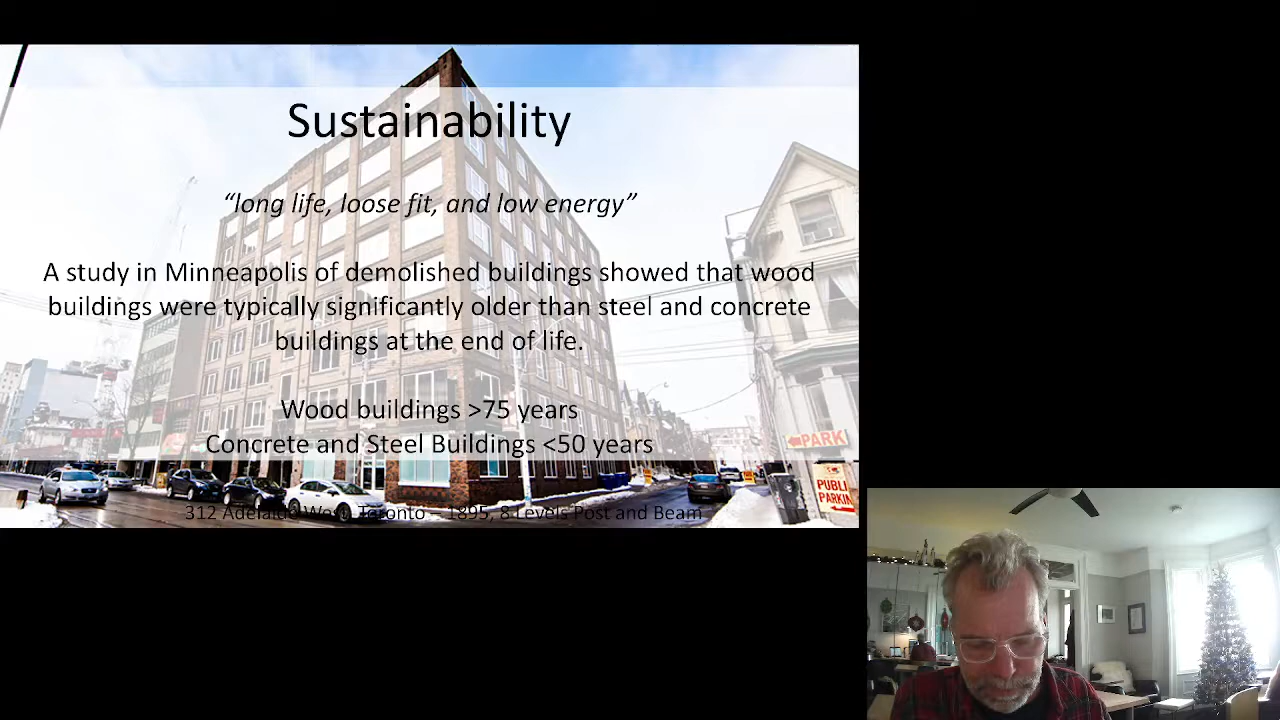 Sustainability
“long life, loose fit, and low energy”
A study in Minneapolis of demolished buildings showed that wood
buildings were typically significantly older than steel and concrete
buildings at the end of life.
Wood buildings >75 years
Concrete and Steel Buildings <50 years
PARK
PUBLI
PARKIN
312 Adelaide West, Toronto – 1895, 8 Levels Post and Beam